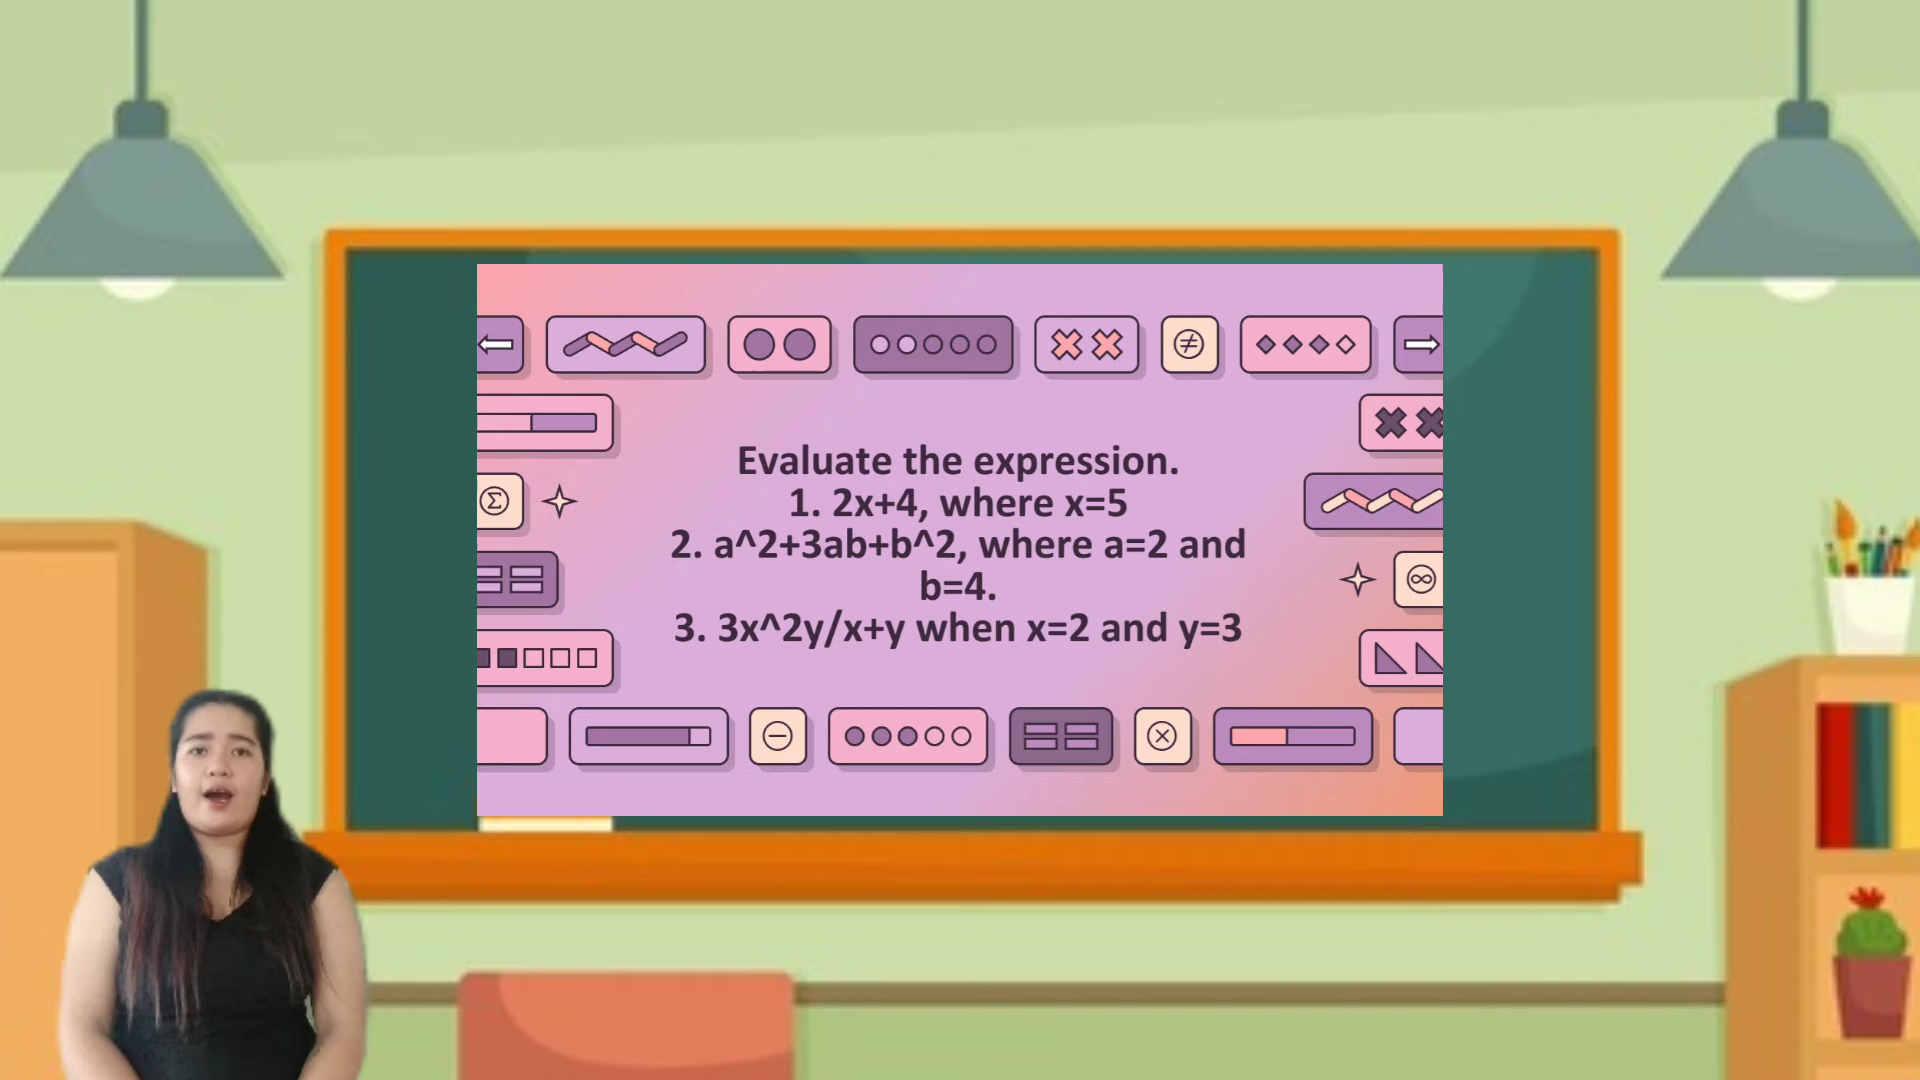 Evaluate the expression.
1. 2x+4, where x=5
2. a^2+3ab+b^2, where a=2 and
b=4.
3. 3x^2y/x+y when x=2 and y=3